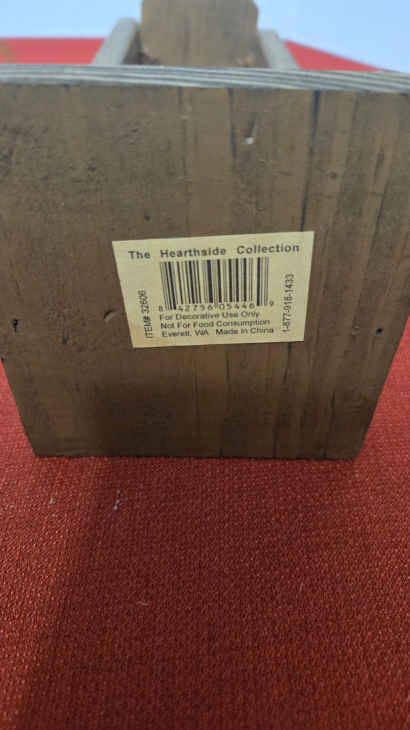 The Hearthside Collection
ITEM# 32606
8 42756 05446 9
For Decorative Use Only
Not For Food Consumption
Everett, WA Made in China
1-877-916-1433